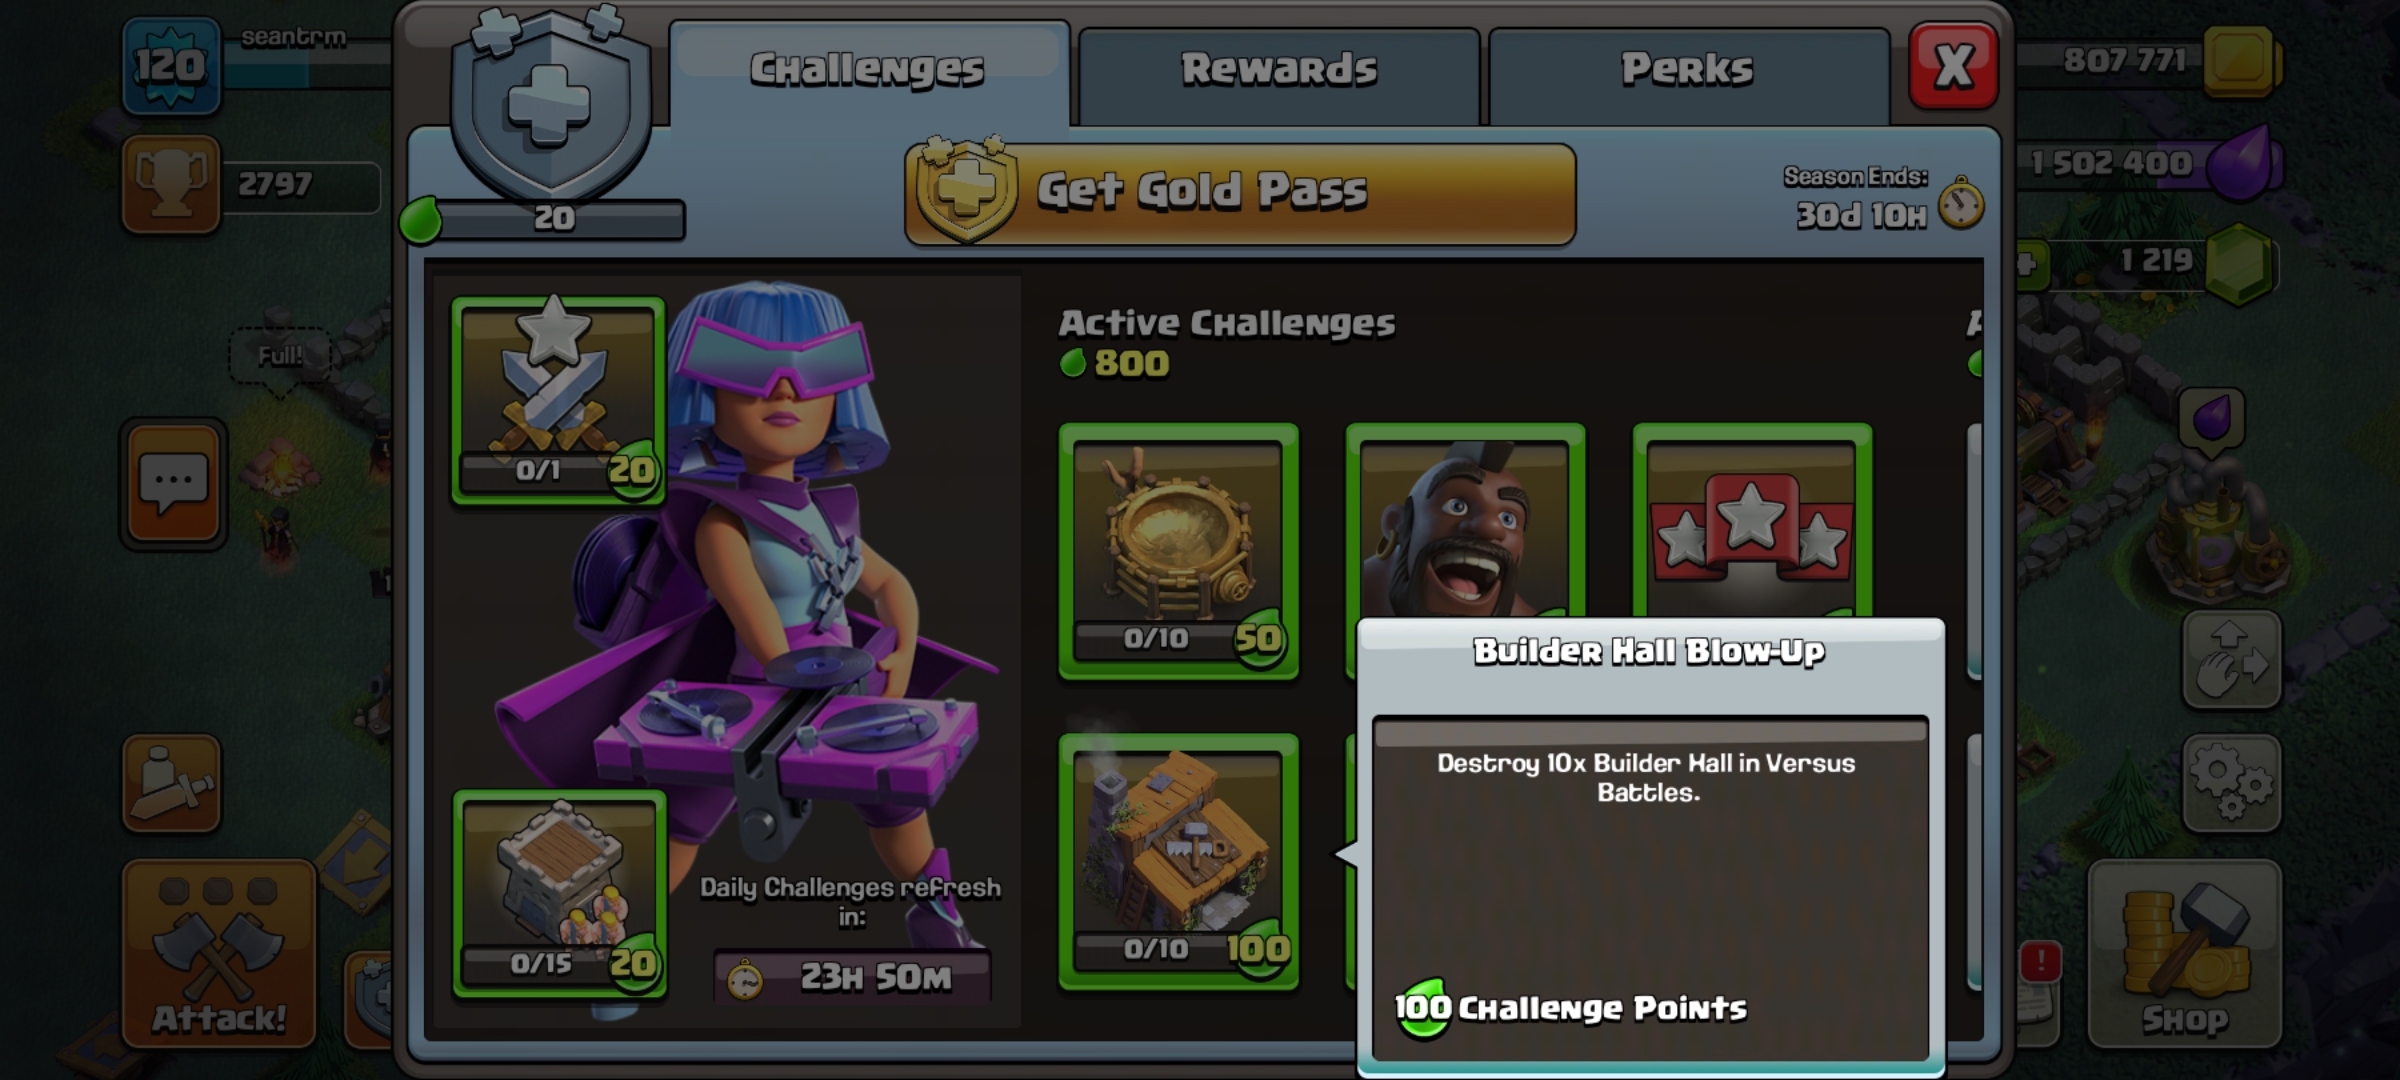 120
seantrm
2797
Challenges
Rewards
Perks
X
807 771
1 502 400
1 219
20
Get Gold Pass
Season Ends:
30d 10H
Full!
0/1
20
Active Challenges
800
0/10
50
0/10
100
0/15
20
Daily Challenges refresh
in:
23H 50M
Builder Hall Blow-Up
Destroy 10x Builder Hall in Versus
Battles.
100 Challenge Points
Attack!
!
Shop